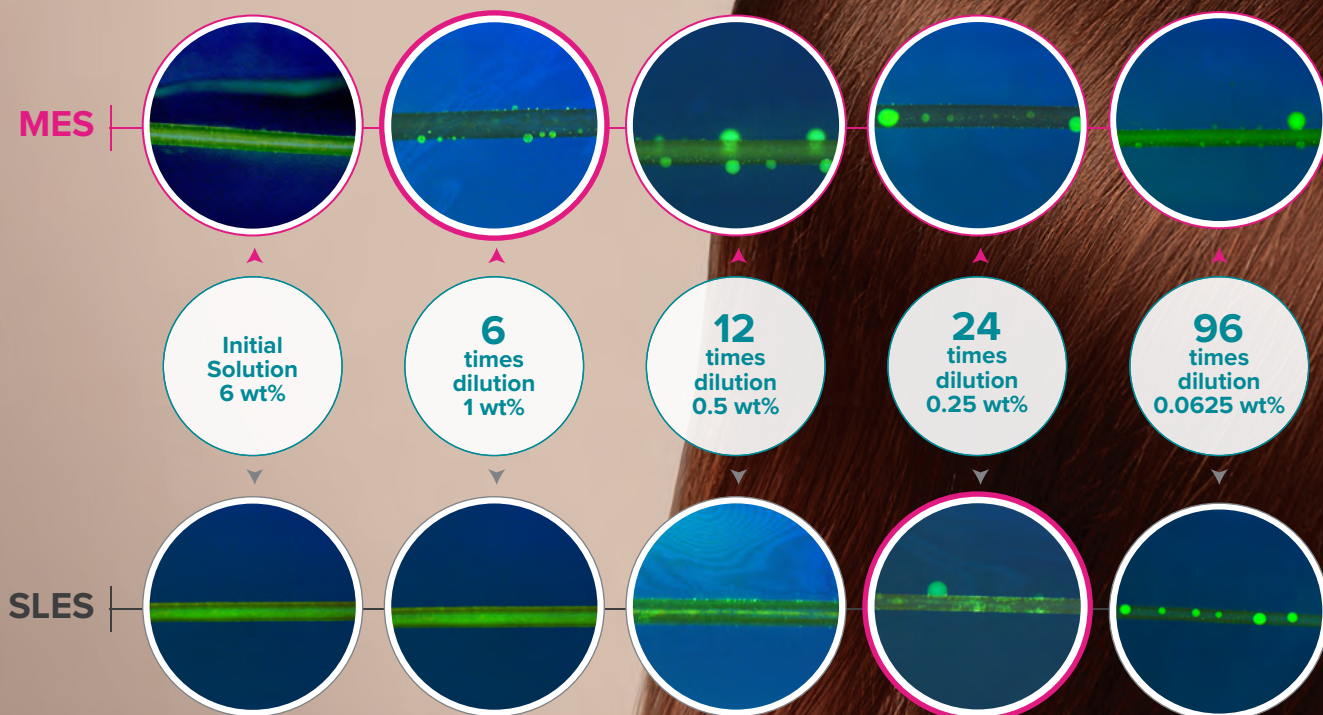 MES
Initial
Solution
6 wt%
6
times
dilution
1 wt%
12
times
dilution
0.5 wt%
24
times
dilution
0.25 wt%
96
times
dilution
0.0625 wt%
SLES